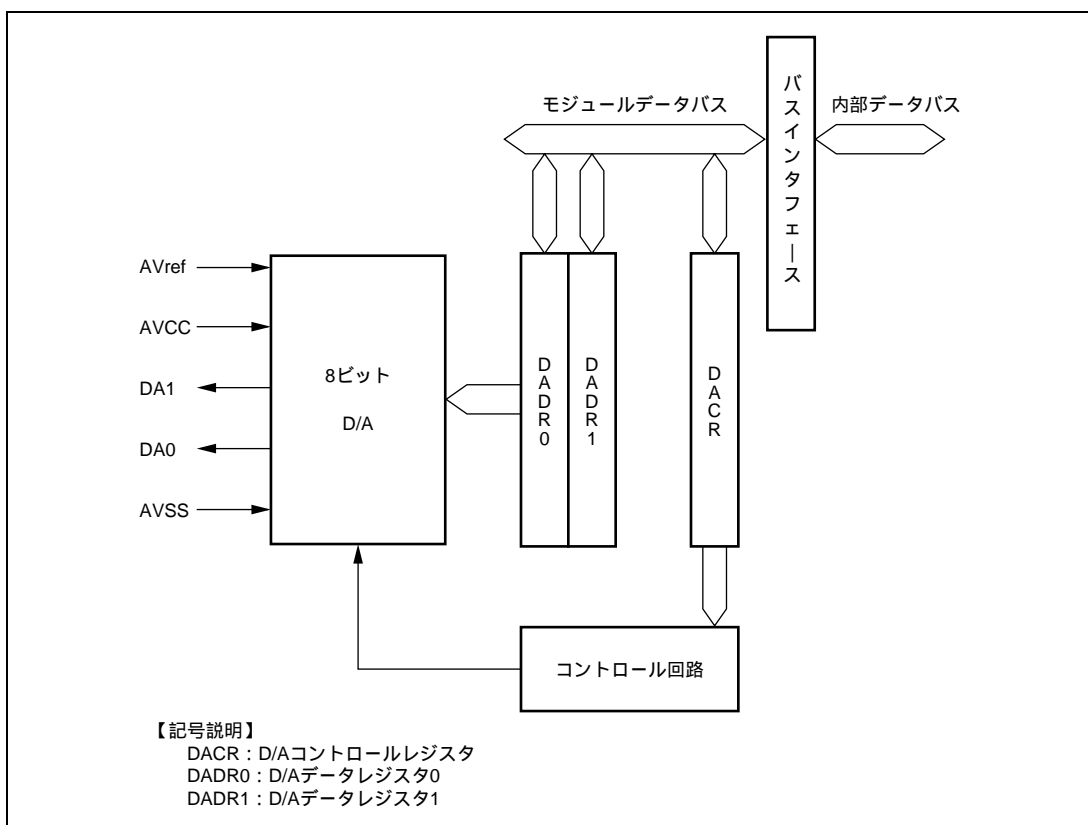 モジュールデータバス
バスインタフェース
内部データバス
AVref
AVCC
DA1
DA0
AVSS
8ビット
D/A
DADR0
DADR1
DACR
コントロール回路
【記号説明】
DACR：D/Aコントロールレジスタ
DADR0：D/Aデータレジスタ0
DADR1：D/Aデータレジスタ1